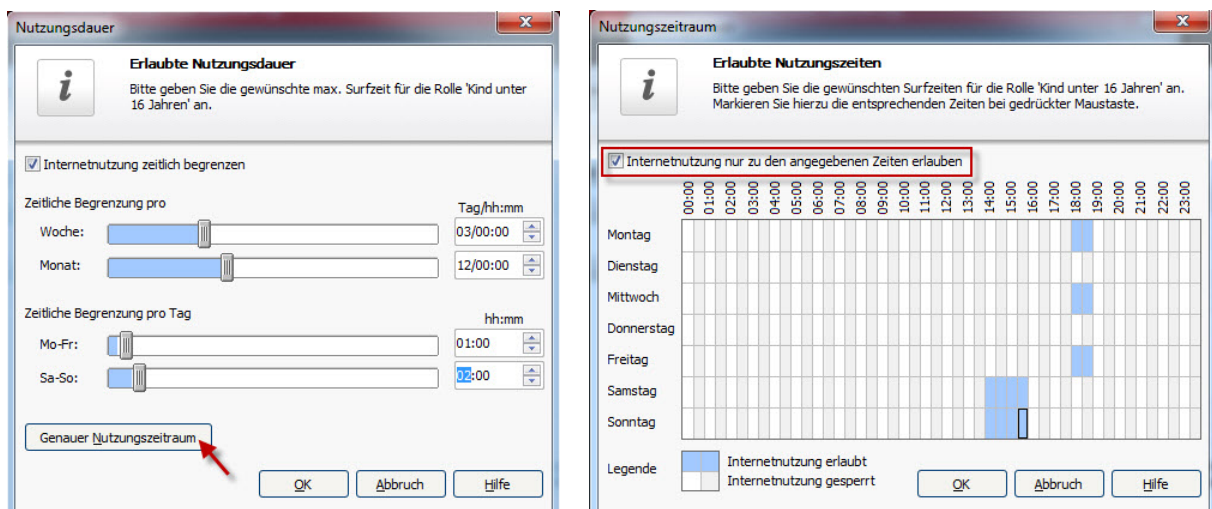 Nutzungsdauer
Erlaubte Nutzungsdauer
Bitte geben Sie die gewünschte max. Surfzeit für die Rolle 'Kind unter
16 Jahren' an.
Internetnutzung zeitlich begrenzen
Zeitliche Begrenzung pro
Tag/hh:mm
Woche:
03/00:00
Monat:
12/00:00
Zeitliche Begrenzung pro Tag
hh:mm
Mo-Fr:
01:00
Sa-So:
02:00
Genauer Nutzungszeitraum
OK
Abbruch
Hilfe
Nutzungszeitraum
Erlaubte Nutzungszeiten
Bitte geben Sie die gewünschten Surfzeiten für die Rolle 'Kind unter 16 Jahren' an.
Markieren Sie hierzu die entsprechenden Zeiten bei gedrückter Maustaste.
Internetnutzung nur zu den angegebenen Zeiten erlauben
00:00 01:00 02:00 03:00 04:00 05:00 06:00 07:00 08:00 09:00 10:00 11:00 12:00 13:00 14:00 15:00 16:00 17:00 18:00 19:00 20:00 21:00 22:00 23:00
Montag
Dienstag
Mittwoch
Donnerstag
Freitag
Samstag
Sonntag
Legende
Internetnutzung erlaubt
Internetnutzung gesperrt
OK
Abbruch
Hilfe